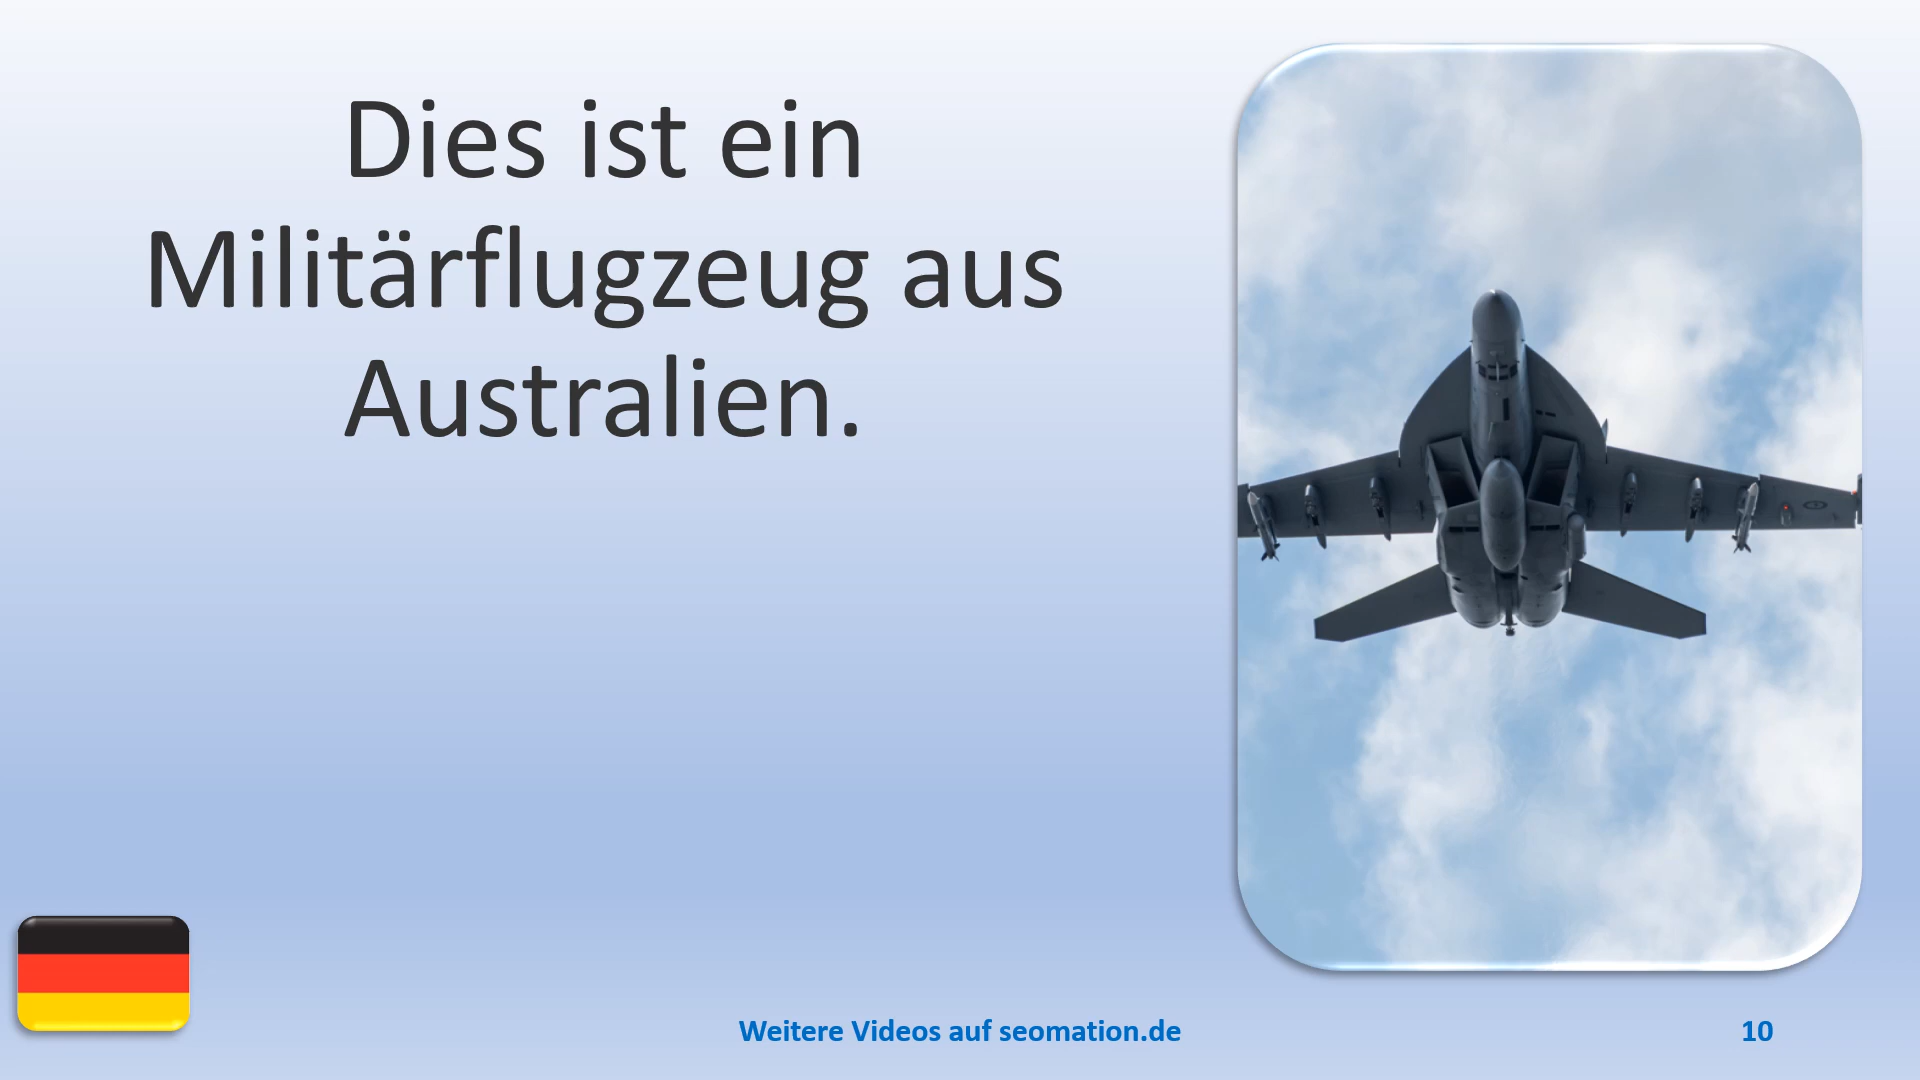 Dies ist ein
Militärflugzeug aus
Australien.
Weitere Videos auf seomation.de
10